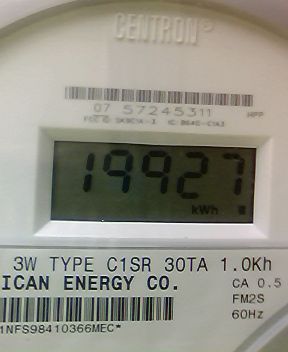 CENTRON®
07 57245311 HPP
19927
kWh
3W TYPE C1SR 30TA 1.0Kh
ICAN ENERGY CO. CA 0.5
FM2S
60Hz
1NFS98410366MEC*